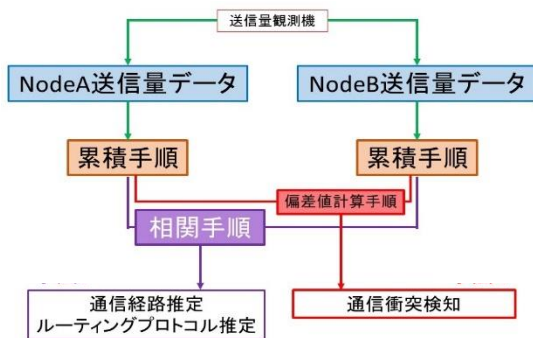 送信量観測機
NodeA送信量データ
NodeB送信量データ
累積手順
累積手順
偏差値計算手順
相関手順
通信経路推定
ルーティングプロトコル推定
通信衝突検知